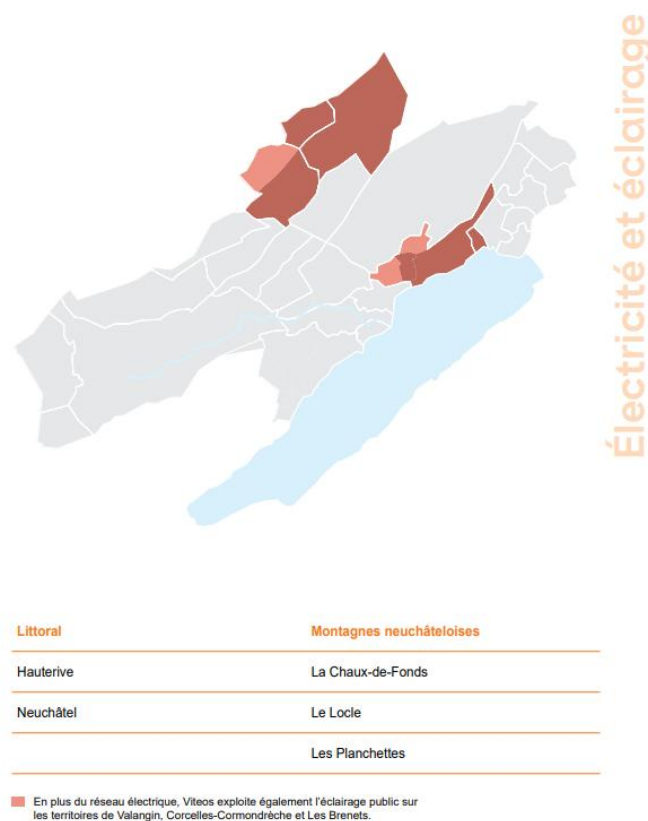 Électricité et éclairage
Littoral Montagnes neuchâteloises
Hauterive La Chaux-de-Fonds
Neuchâtel Le Locle
Les Planchettes
En plus du réseau électrique, Viteos exploite également l'éclairage public sur
les territoires de Valangin, Corcelles-Cormondrèche et Les Brenets.